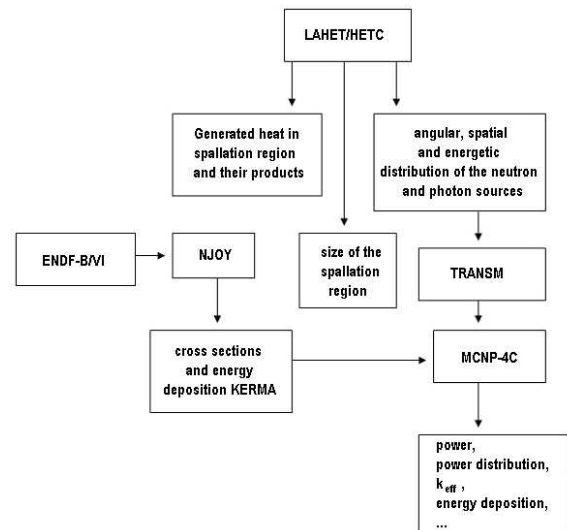 LAHET/HETC
Generated heat in
spallation region
and their products
angular, spatial
and energetic
distribution of the neutron
and photon sources
ENDF-B/VI
NJOY
size of the
spallation
region
TRANSM
cross sections
and energy
deposition KERMA
MCNP-4C
power,
power distribution,
k eff ,
energy deposition,
...